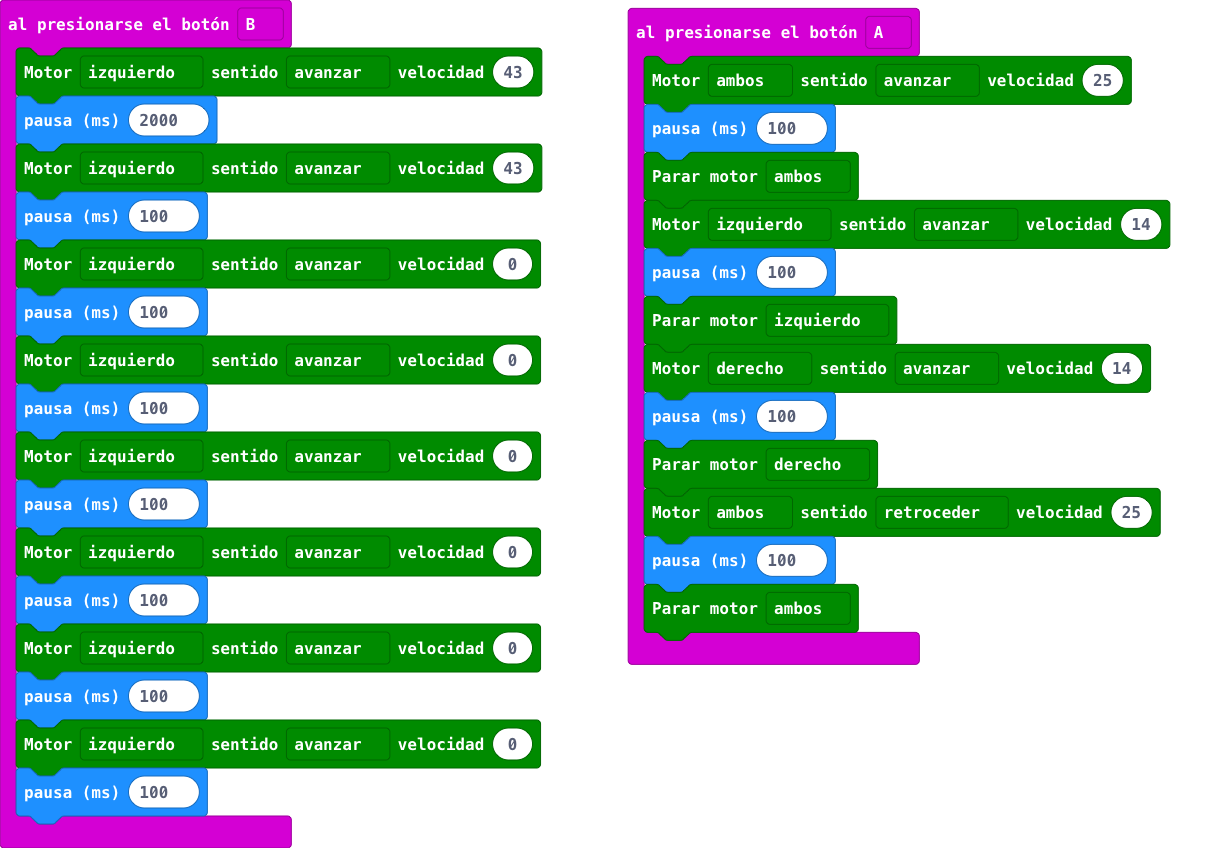 al presionarse el botón B
Motor izquierdo sentido avanzar velocidad 43
pausa (ms) 2000
Motor izquierdo sentido avanzar velocidad 43
pausa (ms) 100
Motor izquierdo sentido avanzar velocidad 0
pausa (ms) 100
Motor izquierdo sentido avanzar velocidad 0
pausa (ms) 100
Motor izquierdo sentido avanzar velocidad 0
pausa (ms) 100
Motor izquierdo sentido avanzar velocidad 0
pausa (ms) 100
Motor izquierdo sentido avanzar velocidad 0
pausa (ms) 100
Motor izquierdo sentido avanzar velocidad 0
pausa (ms) 100
al presionarse el botón A
Motor ambos sentido avanzar velocidad 25
pausa (ms) 100
Parar motor ambos
Motor izquierdo sentido avanzar velocidad 14
pausa (ms) 100
Parar motor izquierdo
Motor derecho sentido avanzar velocidad 14
pausa (ms) 100
Parar motor derecho
Motor ambos sentido retroceder velocidad 25
pausa (ms) 100
Parar motor ambos